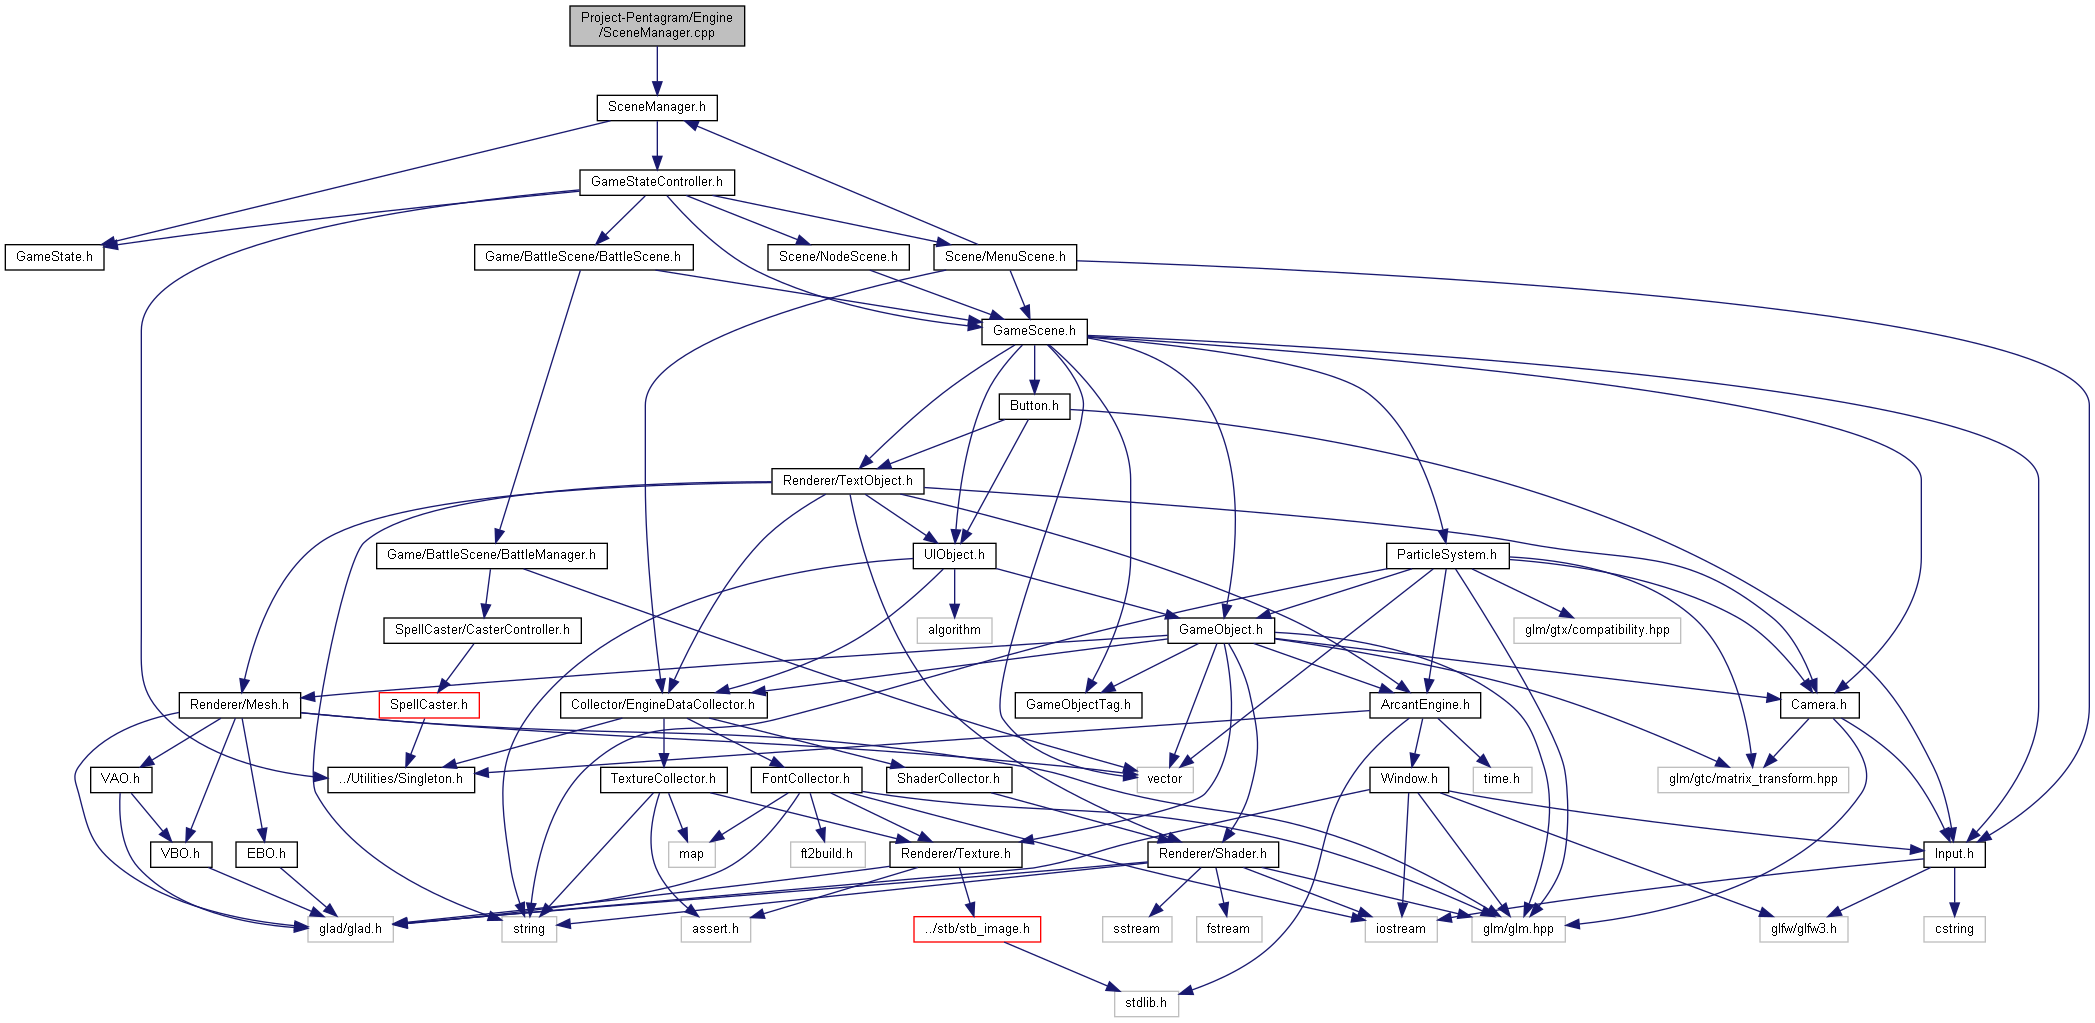 Project-Pentagram/Engine
/SceneManager.cpp
SceneManager.h
GameStateController.h
GameState.h
Game/BattleScene/BattleScene.h
Scene/NodeScene.h
Scene/MenuScene.h
GameScene.h
Button.h
Renderer/TextObject.h
Game/BattleScene/BattleManager.h
UIObject.h
ParticleSystem.h
SpellCaster/CasterController.h
algorithm
GameObject.h
glm/gtx/compatibility.hpp
Renderer/Mesh.h
SpellCaster.h
Collector/EngineDataCollector.h
GameObjectTag.h
ArcantEngine.h
Camera.h
VAO.h
../Utilities/Singleton.h
TextureCollector.h
FontCollector.h
ShaderCollector.h
vector
Window.h
time.h
glm/gtc/matrix_transform.hpp
VBO.h
EBO.h
map
ft2build.h
Renderer/Texture.h
Renderer/Shader.h
Input.h
glad/glad.h
string
assert.h
../stb/stb_image.h
sstream
fstream
iostream
glm/glm.hpp
glfw/glfw3.h
cstring
stdlib.h